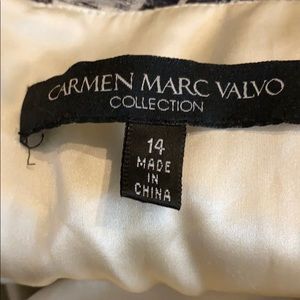 CARMEN MARC VALVO
COLLECTION
14
MADE
IN
CHINA